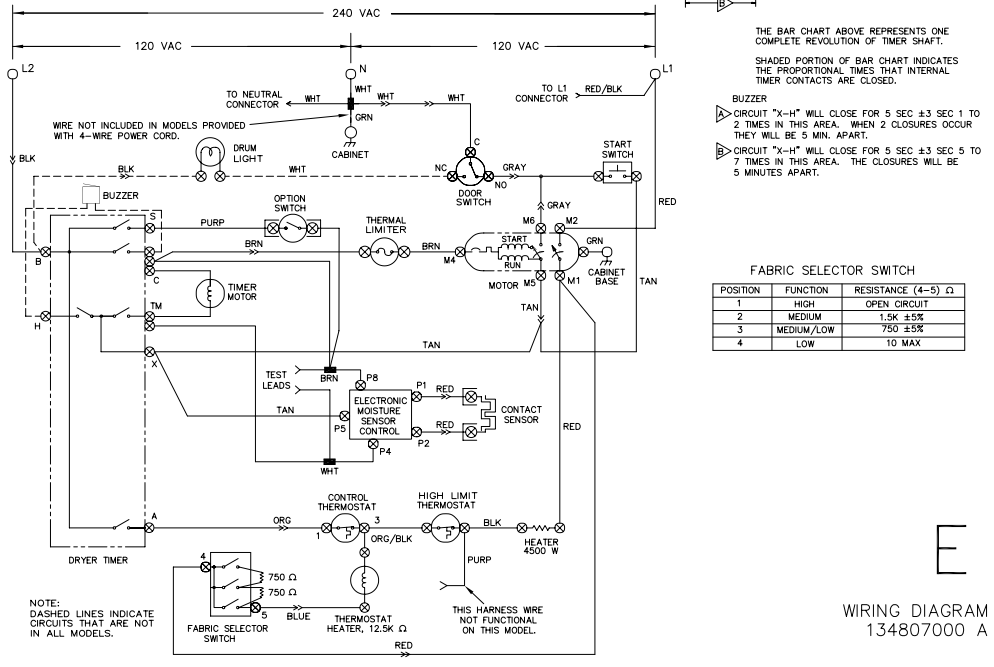 240 VAC
B
120 VAC
120 VAC
L2
N
L1
TO NEUTRAL
CONNECTOR
WHT
WHT
WHT
WHT
GRN
TO L1
CONNECTOR
RED/BLK
WIRE NOT INCLUDED IN MODELS PROVIDED
WITH 4-WIRE POWER CORD.
CABINET
BLK
DRUM
LIGHT
BLK
WHT
C
NC
NO
GRAY
DOOR
SWITCH
START
SWITCH
BUZZER
RED
OPTION
SWITCH
GRAY
S
PURP
THERMAL
LIMITER
M6
M2
START
GRN
B
BRN
BRN
M4
RUN
CABINET
BASE
C
MOTOR
M5
M1
TAN
TIMER
MOTOR
TM
TAN
H
TAN
X
BRN
TEST
LEADS
P8
P1
RED
ELECTRONIC
MOISTURE
SENSOR
CONTROL
CONTACT
SENSOR
TAN
P5
RED
P2
RED
P4
WHT
CONTROL
THERMOSTAT
HIGH LIMIT
THERMOSTAT
A
ORG
1
3
ORG/BLK
BLK
HEATER
4500 W
DRYER TIMER
PURP
4
750 Ω
750 Ω
5
BLUE
FABRIC SELECTOR
SWITCH
THERMOSTAT
HEATER, 12.5K Ω
THIS HARNESS WIRE
NOT FUNCTIONAL
ON THIS MODEL.
RED
NOTE:
DASHED LINES INDICATE
CIRCUITS THAT ARE NOT
IN ALL MODELS.
THE BAR CHART ABOVE REPRESENTS ONE
COMPLETE REVOLUTION OF TIMER SHAFT.
SHADED PORTION OF BAR CHART INDICATES
THE PROPORTIONAL TIMES THAT INTERNAL
TIMER CONTACTS ARE CLOSED.
BUZZER
A CIRCUIT "X-H" WILL CLOSE FOR 5 SEC ±3 SEC 1 TO
2 TIMES IN THIS AREA. WHEN 2 CLOSURES OCCUR
THEY WILL BE 5 MIN. APART.
B CIRCUIT "X-H" WILL CLOSE FOR 5 SEC ±3 SEC 5 TO
7 TIMES IN THIS AREA. THE CLOSURES WILL BE
5 MINUTES APART.
FABRIC SELECTOR SWITCH
POSITION FUNCTION RESISTANCE (4-5) Ω
1 HIGH OPEN CIRCUIT
2 MEDIUM 1.5K ±5%
3 MEDIUM/LOW 750 ±5%
4 LOW 10 MAX
E
WIRING DIAGRAM
134807000 A